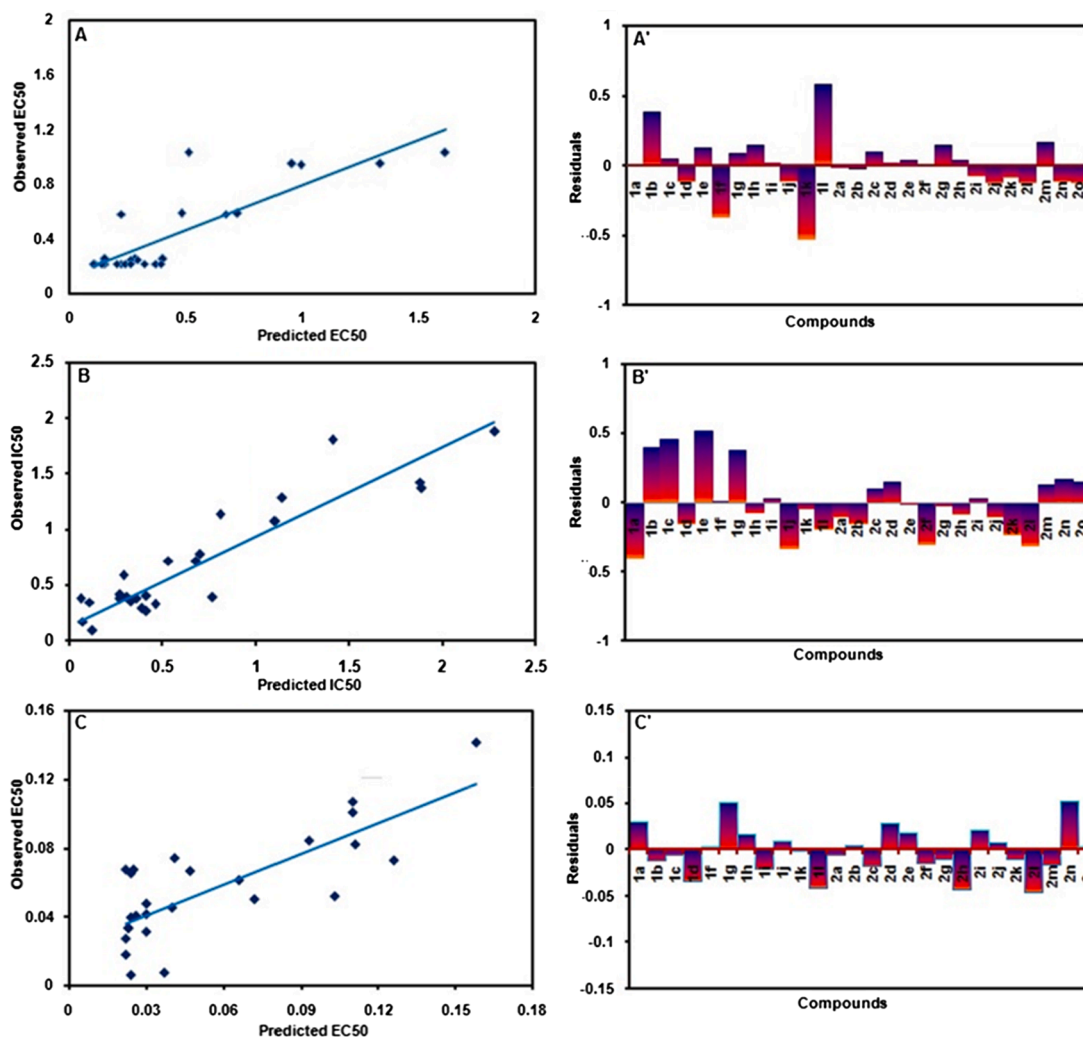 A
Observed EC50
2
1.6
1.2
0.8
0.4
0
0 0.5 1 1.5 2
Predicted EC50
A'
Residuals
1
0.5
0
-0.5
-1
1a 1b 1c 1d 1e 1f 1g 1h 1i 1j 1k 1l 2a 2b 2c 2d 2e 2f 2g 2h 2i 2j 2k 2l 2m 2n 2o
Compounds
B
Observed IC50
2.5
2
1.5
1
0.5
0
0 0.5 1 1.5 2 2.5
Predicted IC50
B'
Residuals
1
0.5
0
-0.5
-1
1a 1b 1c 1d 1e 1f 1g 1h 1i 1j 1k 1l 2a 2b 2c 2d 2e 2f 2g 2h 2i 2j 2k 2l 2m 2n 2o
Compounds
C
Observed EC50
0.16
0.12
0.08
0.04
0
0 0.03 0.06 0.09 0.12 0.15 0.18
Predicted EC50
C'
Residuals
0.15
0.1
0.05
0
-0.05
-0.1
-0.15
1a 1b 1c 1d 1f 1g 1h 1i 1j 1k 1l 2a 2b 2c 2d 2e 2f 2g 2h 2i 2j 2k 2l 2m 2n
Compounds